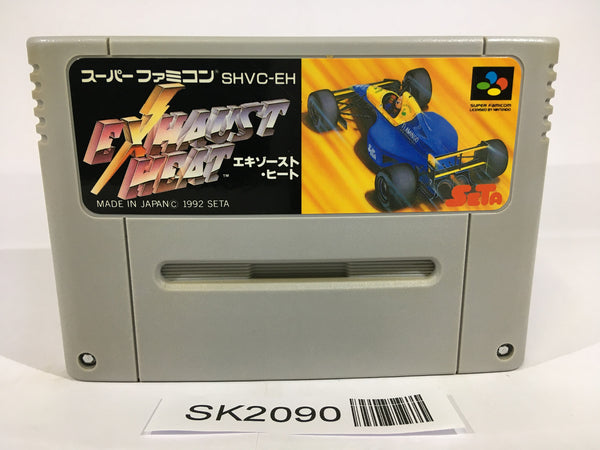 スーパーファミコン SHVC-EH
EXHAUST
HEAT™
エキゾースト
・ヒート
MADE IN JAPAN © 1992 SETA
SUPER FAMICOM
LICENSED BY NINTENDO
SETA
SK2090